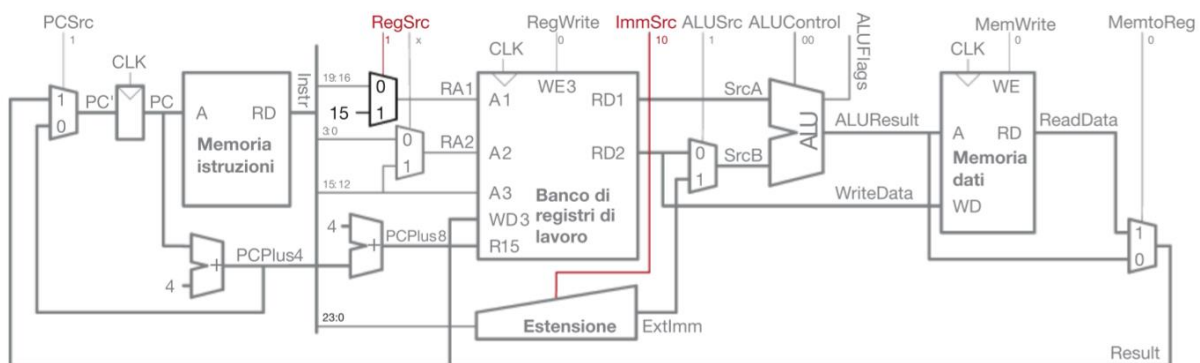 PCSrc
1
RegSrc
1
x
RegWrite
0
ImmSrc
10
ALUSrc
1
ALUControl
00
ALUFlags
MemWrite
0
MemtoReg
0
CLK
CLK
CLK
1
0
PC'
PC
A
RD
Memoria
istruzioni
Instr
19:16
0
15
1
3:0
0
1
15:12
RA1
RA2
A1
A2
A3
WD3
R15
WE3
RD1
RD2
Banco di
registri di
lavoro
SrcA
0
1
SrcB
ALU
ALUResult
WriteData
WE
A
RD
Memoria
dati
WD
ReadData
1
0
4
+
PCPlus8
+
4
PCPlus4
23:0
Estensione
ExtImm
Result